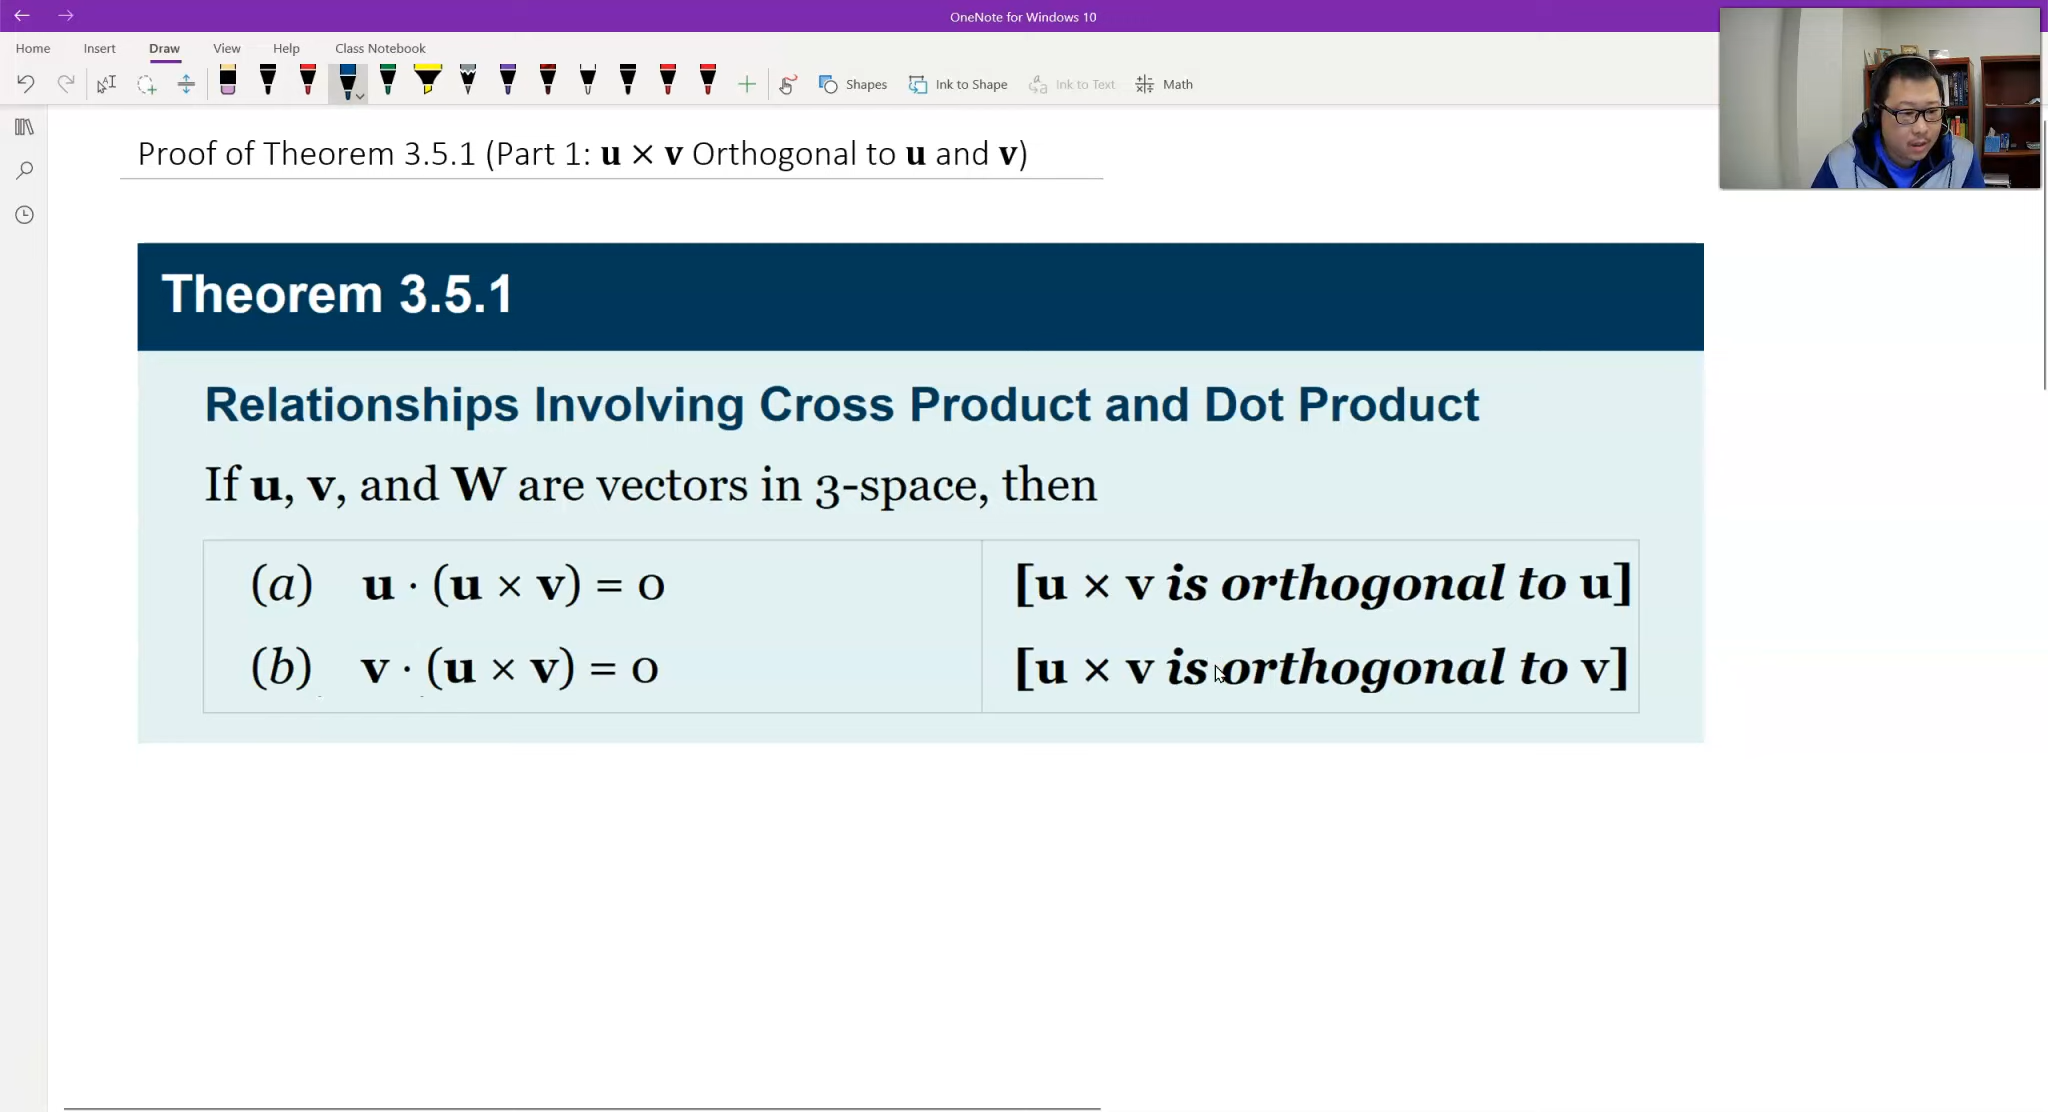 OneNote for Windows 10
Home Insert Draw View Help Class Notebook
Shapes Ink to Shape Ink to Text Math
Proof of Theorem 3.5.1 (Part 1: u × v Orthogonal to u and v)
Theorem 3.5.1
Relationships Involving Cross Product and Dot Product
If u, v, and W are vectors in 3-space, then
(a) u · (u × v) = 0 [u × v is orthogonal to u]
(b) v · (u × v) = 0 [u × v is orthogonal to v]